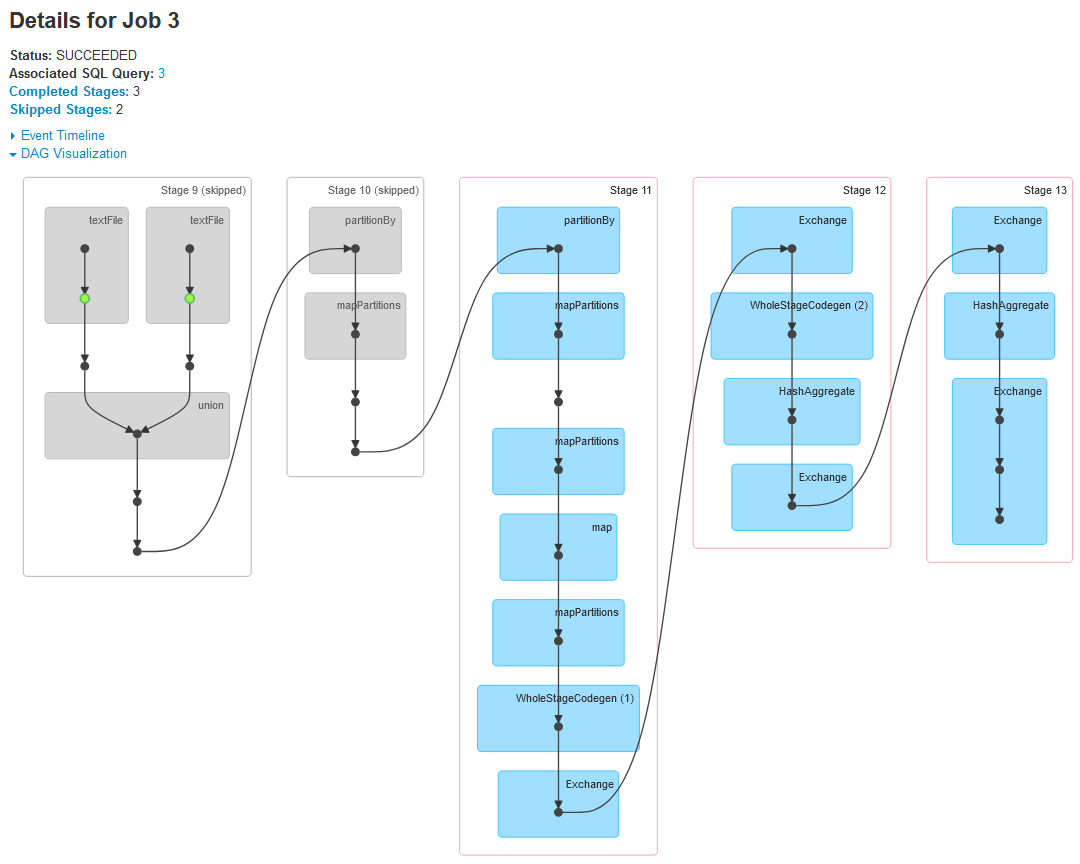 Details for Job 3
Status: SUCCEEDED
Associated SQL Query: 3
Completed Stages: 3
Skipped Stages: 2
Event Timeline
DAG Visualization
Stage 9 (skipped)
textFile
textFile
union
Stage 10 (skipped)
partitionBy
mapPartitions
Stage 11
partitionBy
mapPartitions
mapPartitions
map
mapPartitions
WholeStageCodegen (1)
Exchange
Stage 12
Exchange
WholeStageCodegen (2)
HashAggregate
Exchange
Stage 13
Exchange
HashAggregate
Exchange